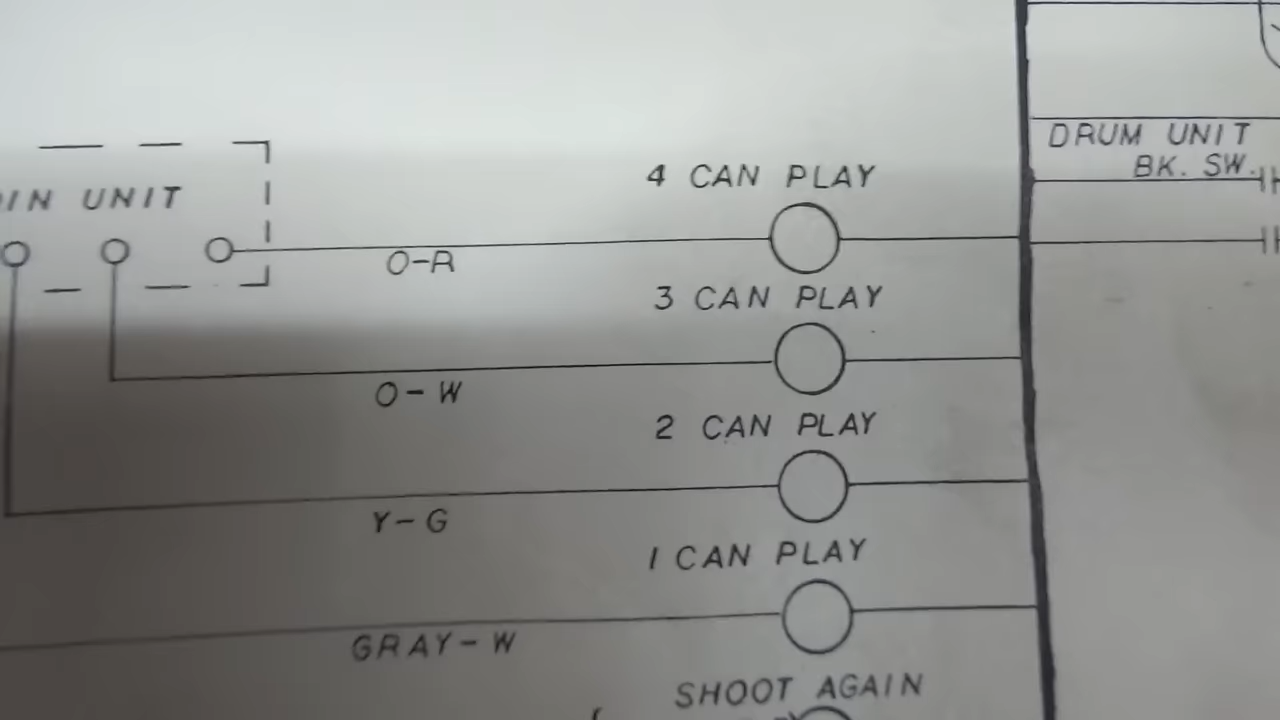 DRUM UNIT
BK. SW.
4 CAN PLAY
UNIT
O-R
3 CAN PLAY
O-W
2 CAN PLAY
Y-G
1 CAN PLAY
GRAY-W
SHOOT AGAIN